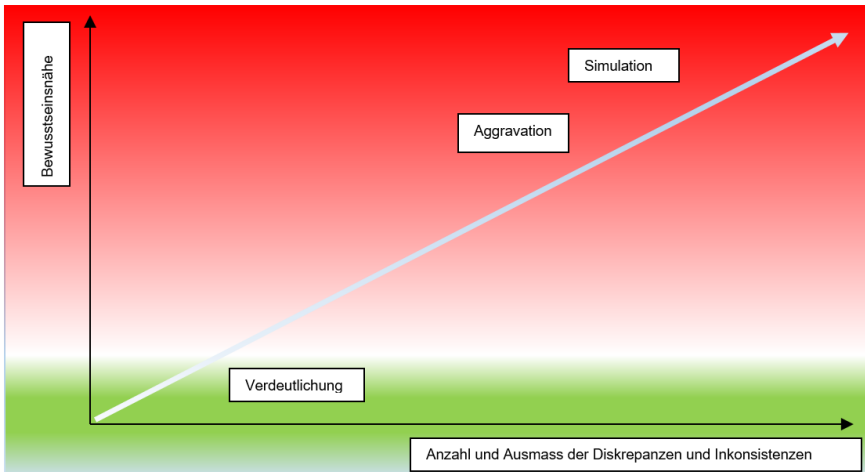 Bewusstseinsnähe
Simulation
Aggravation
Verdeutlichung
Anzahl und Ausmass der Diskrepanzen und Inkonsistenzen